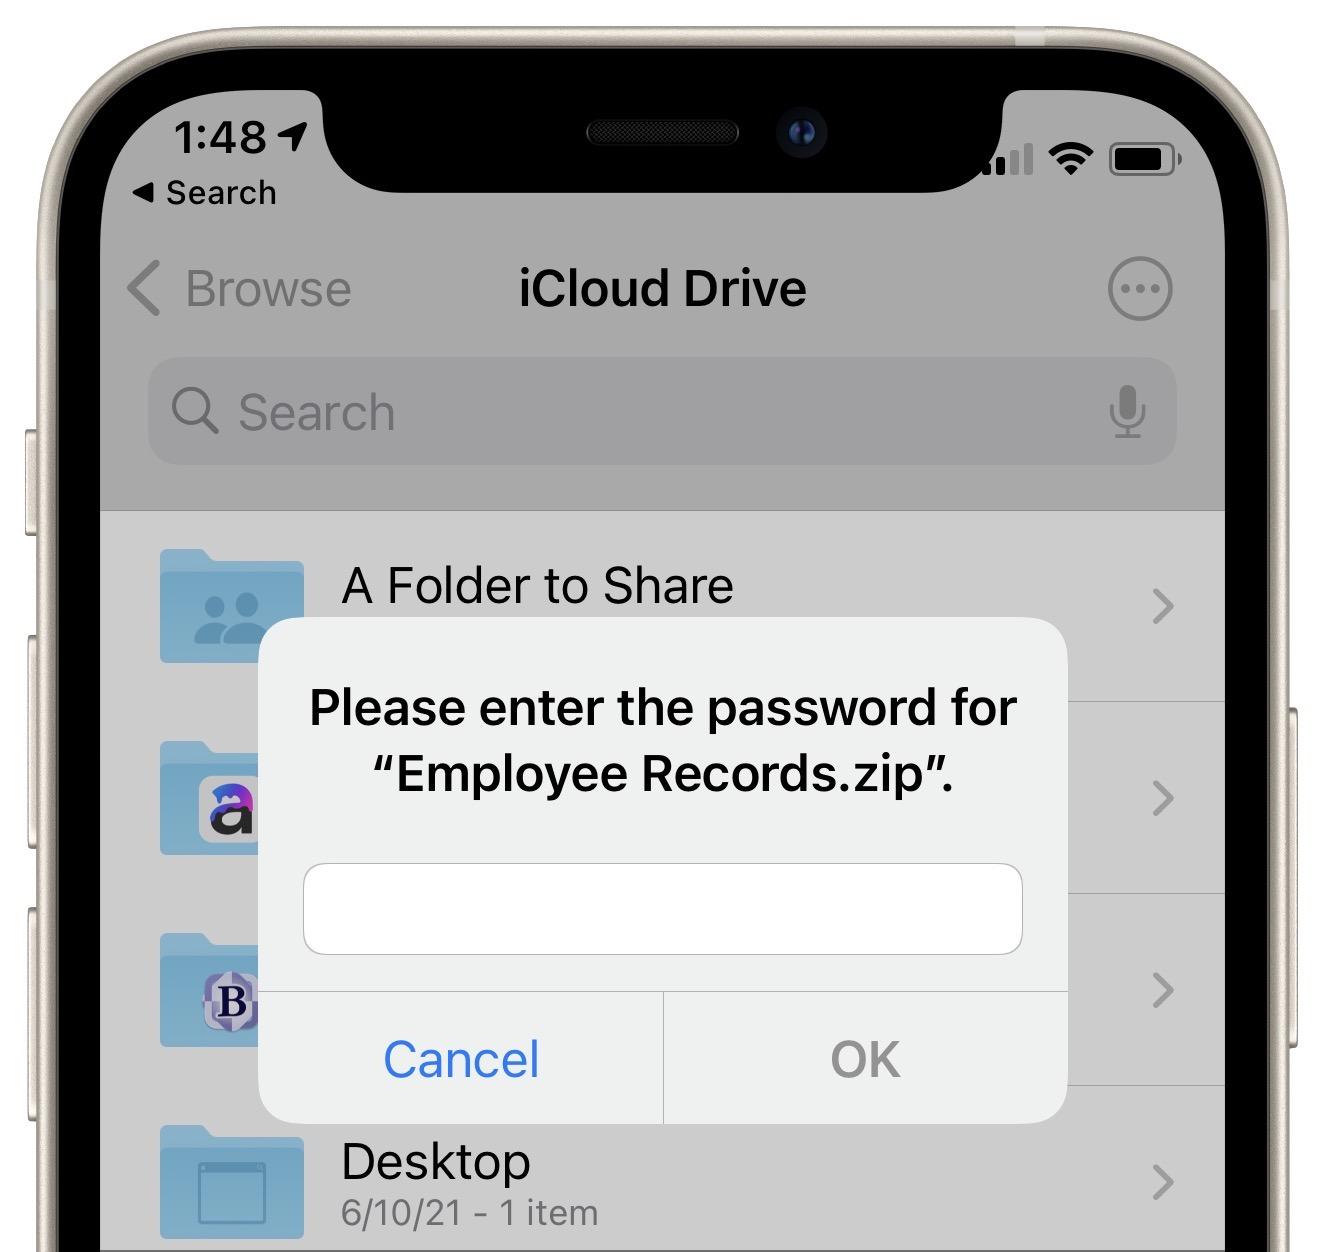 1:48
Search
Browse
iCloud Drive
Search
A Folder to Share
Please enter the password for
“Employee Records.zip”.
a
B
Cancel
OK
Desktop
6/10/21 - 1 item